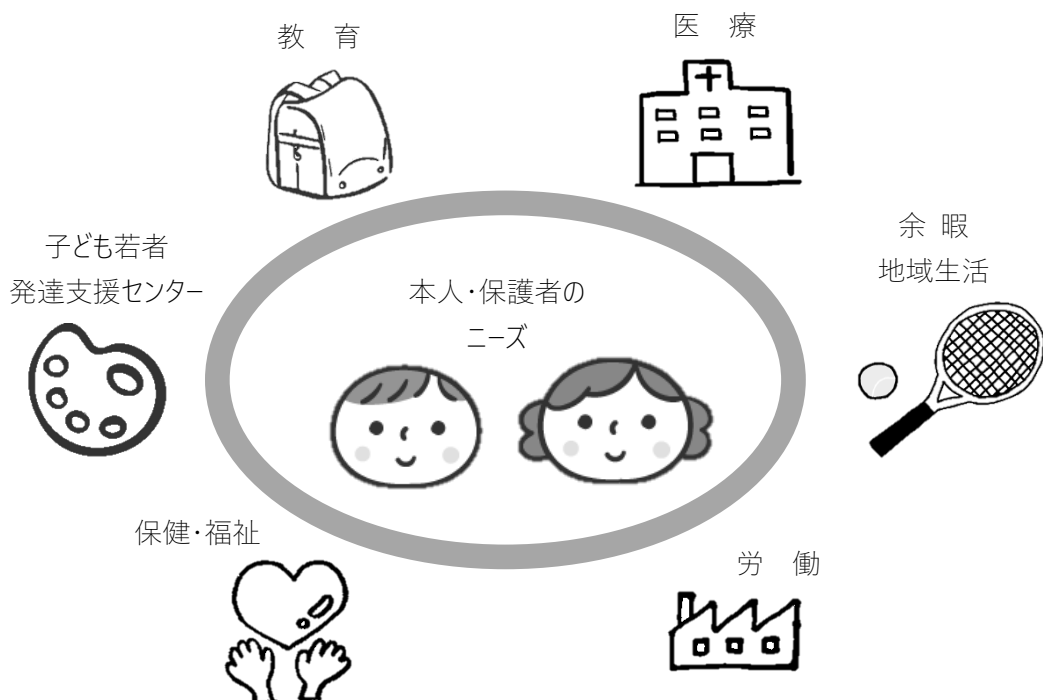 教　育
医　療
子ども若者
発達支援センター
余 暇
地域生活
本人・保護者の
ニーズ
保健・福祉
労　働